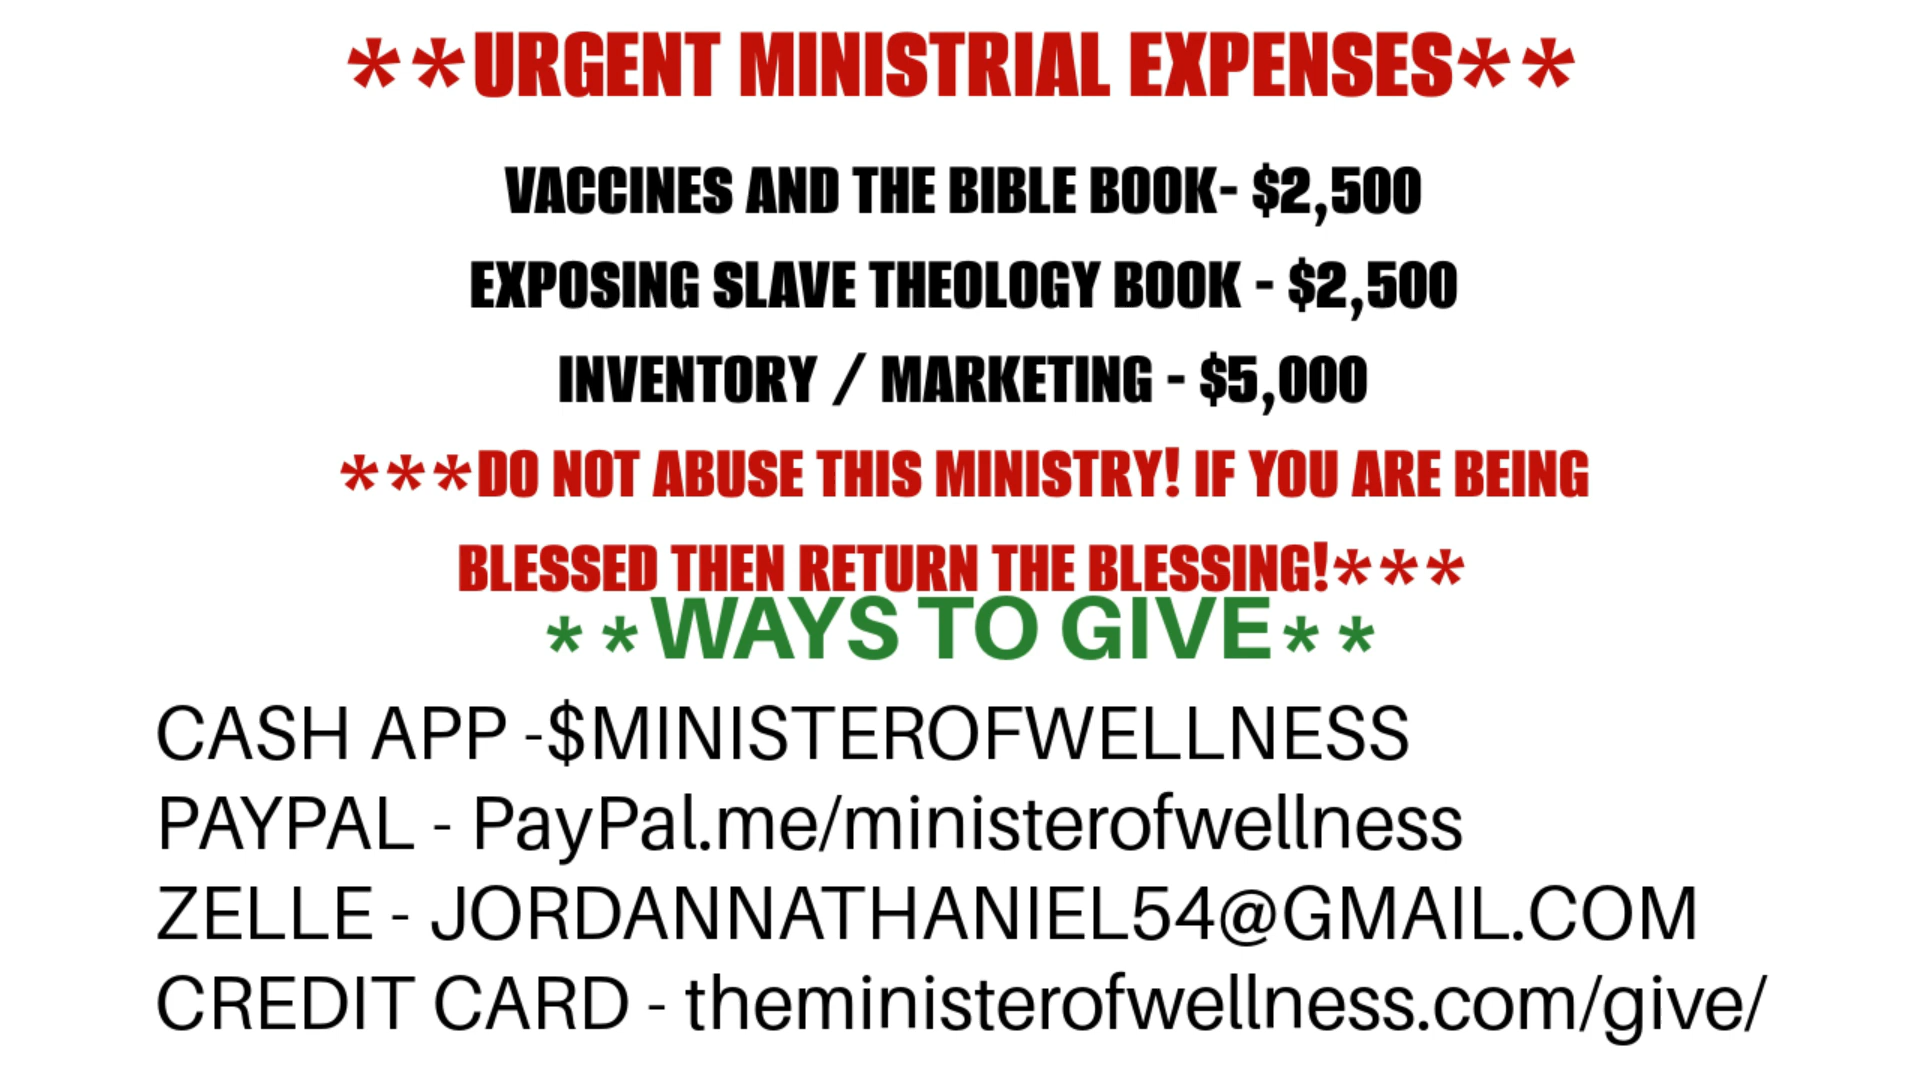 **URGENT MINISTRIAL EXPENSES**
VACCINES AND THE BIBLE BOOK- $2,500
EXPOSING SLAVE THEOLOGY BOOK - $2,500
INVENTORY / MARKETING - $5,000
***DO NOT ABUSE THIS MINISTRY! IF YOU ARE BEING
BLESSED THEN RETURN THE BLESSING!***
**WAYS TO GIVE**
CASH APP -$MINISTEROFWELLNESS
PAYPAL - PayPal.me/ministerofwellness
ZELLE - JORDANNATHANIEL54@GMAIL.COM
CREDIT CARD - theministerofwellness.com/give/